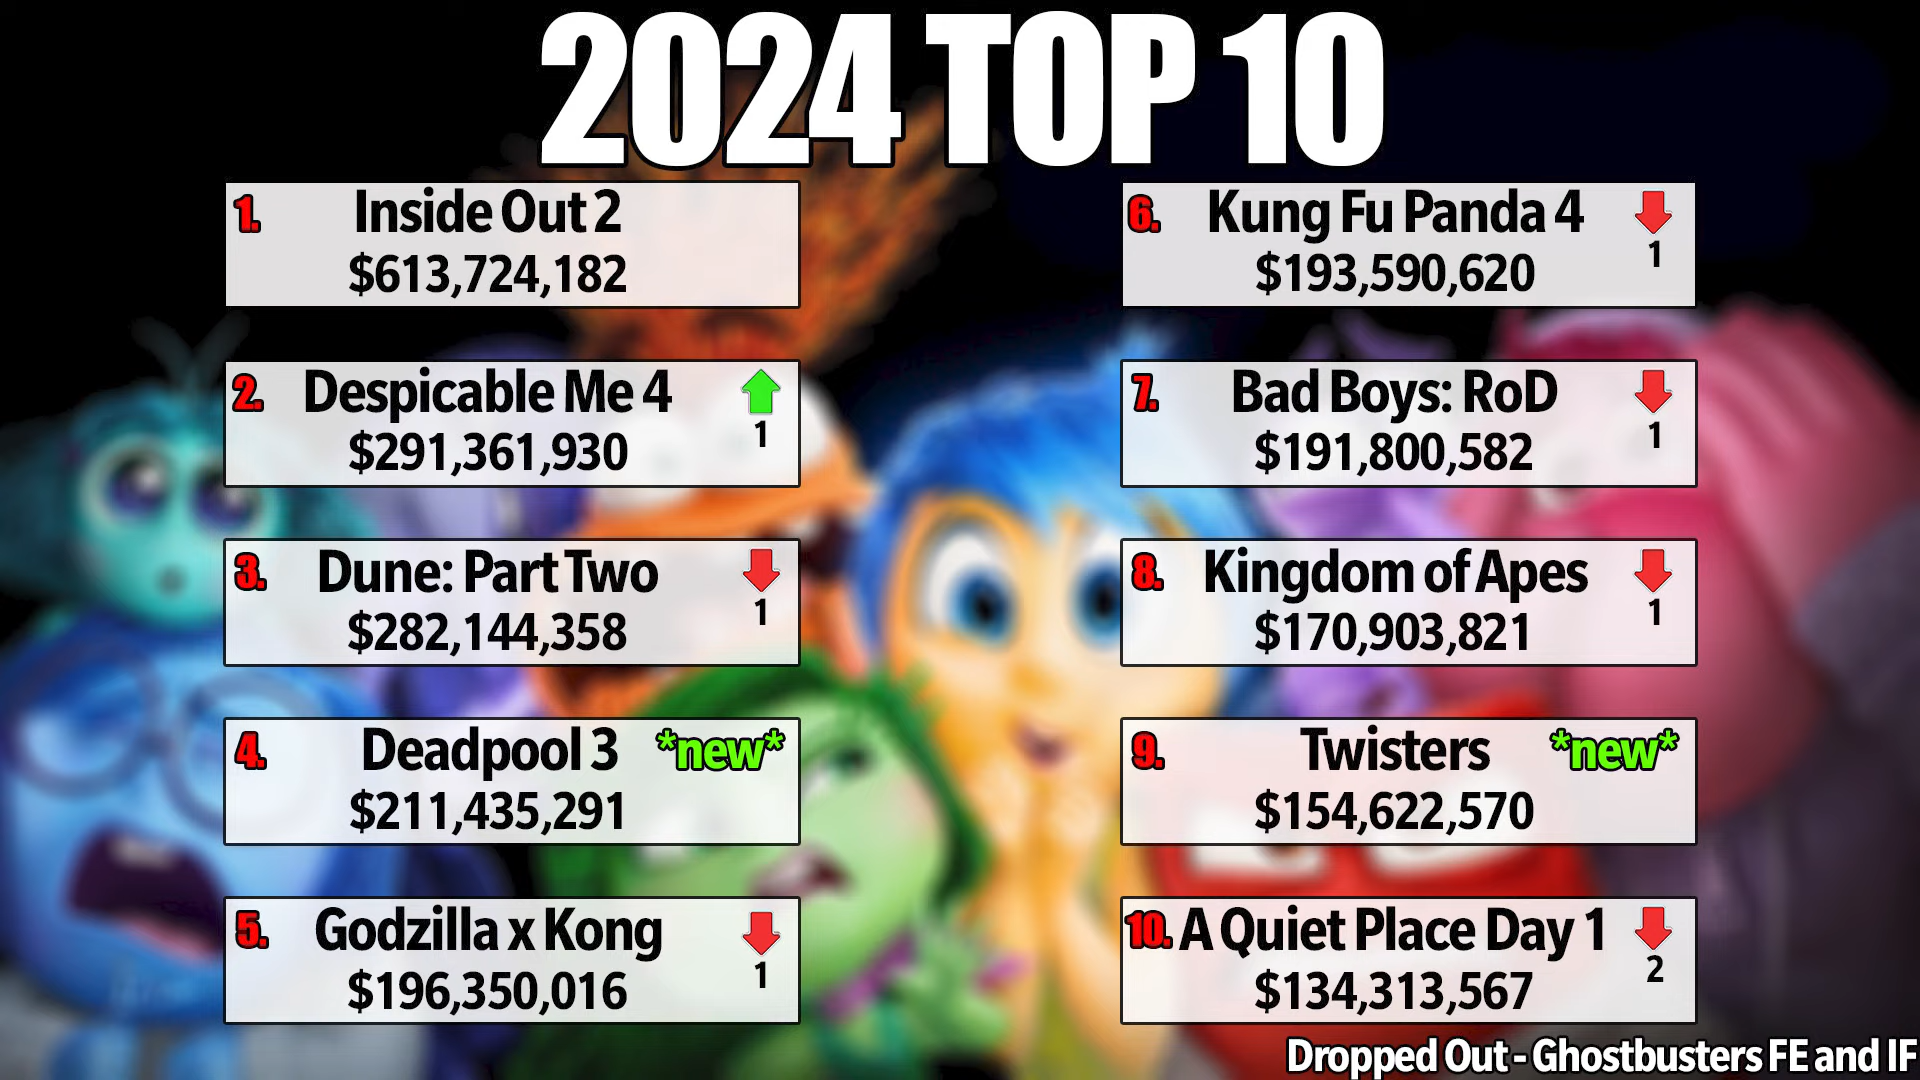 2024 TOP 10
1. Inside Out 2
$613,724,182
2. Despicable Me 4
$291,361,930
1
3. Dune: Part Two
$282,144,358
1
4. Deadpool 3 *new*
$211,435,291
5. Godzilla x Kong
$196,350,016
1
6. Kung Fu Panda 4
$193,590,620
1
7. Bad Boys: RoD
$191,800,582
1
8. Kingdom of Apes
$170,903,821
1
9. Twisters *new*
$154,622,570
10. A Quiet Place Day 1
$134,313,567
2
Dropped Out - Ghostbusters FE and IF